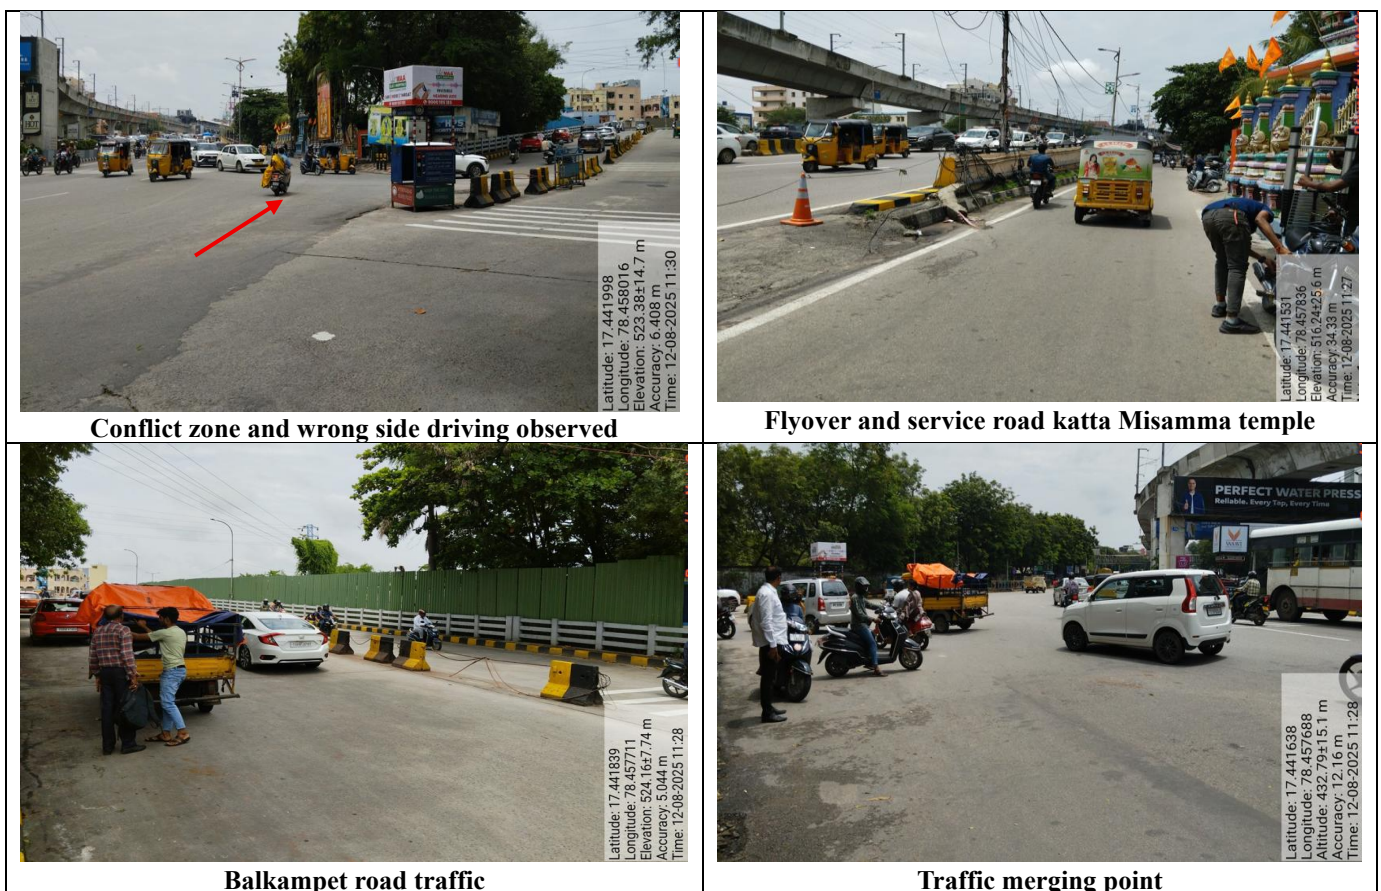 WAA
Latitude: 17.441998
Longitude: 78.458016
Elevation: 523.38±14.7 m
Accuracy: 6.408 m
Time: 12-08-2025 11:30
Conflict zone and wrong side driving observed
Latitude: 17.441531
Longitude: 78.457836
Elevation: 516.24±25.6 m
Accuracy: 34.33 m
Time: 12-08-2025 11:27
Flyover and service road katta Misamma temple
Latitude: 17.441839
Longitude: 78.457711
Elevation: 524.16±7.74 m
Accuracy: 5.044 m
Time: 12-08-2025 11:28
Balkampet road traffic
PERFECT WATER PRESS
Reliable. Every Tap, Every Time
Latitude: 17.441638
Longitude: 78.457688
Altitude: 432.79±15.1 m
Accuracy: 12.16 m
Time: 12-08-2025 11:28
Traffic merging point